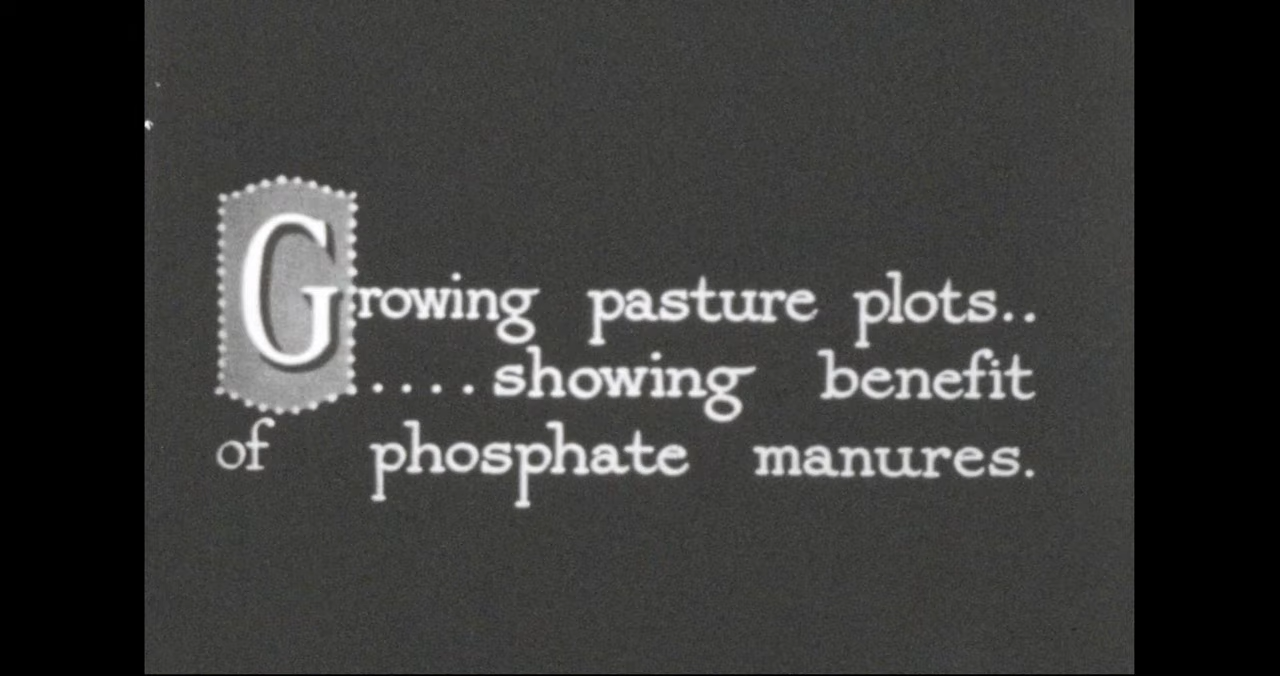 Growing pasture plots..
....showing benefit
of phosphate manures.